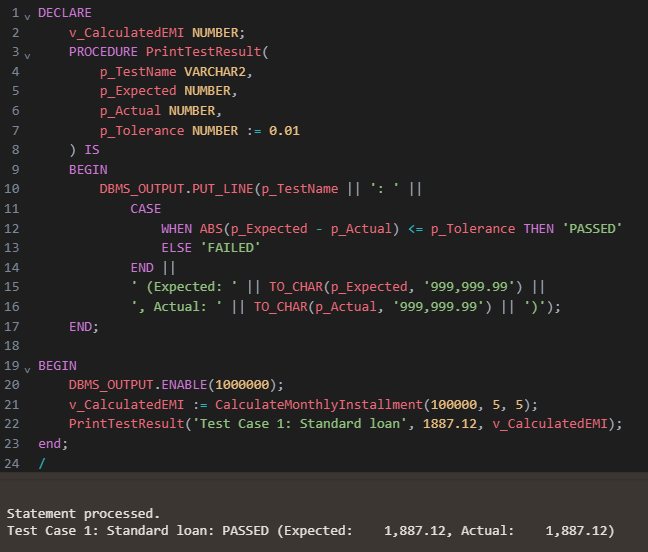 1 DECLARE
2     v_CalculatedEMI NUMBER;
3     PROCEDURE PrintTestResult(
4         p_TestName VARCHAR2,
5         p_Expected NUMBER,
6         p_Actual NUMBER,
7         p_Tolerance NUMBER := 0.01
8     ) IS
9     BEGIN
10         DBMS_OUTPUT.PUT_LINE(p_TestName || ': ' ||
11             CASE
12                 WHEN ABS(p_Expected - p_Actual) <= p_Tolerance THEN 'PASSED'
13                 ELSE 'FAILED'
14             END ||
15             ' (Expected: ' || TO_CHAR(p_Expected, '999,999.99') ||
16             ', Actual: ' || TO_CHAR(p_Actual, '999,999.99') || ')');
17     END;
18
19 BEGIN
20     DBMS_OUTPUT.ENABLE(1000000);
21     v_CalculatedEMI := CalculateMonthlyInstallment(100000, 5, 5);
22     PrintTestResult('Test Case 1: Standard loan', 1887.12, v_CalculatedEMI);
23 end;
24 /
Statement processed.
Test Case 1: Standard loan: PASSED (Expected:    1,887.12, Actual:    1,887.12)